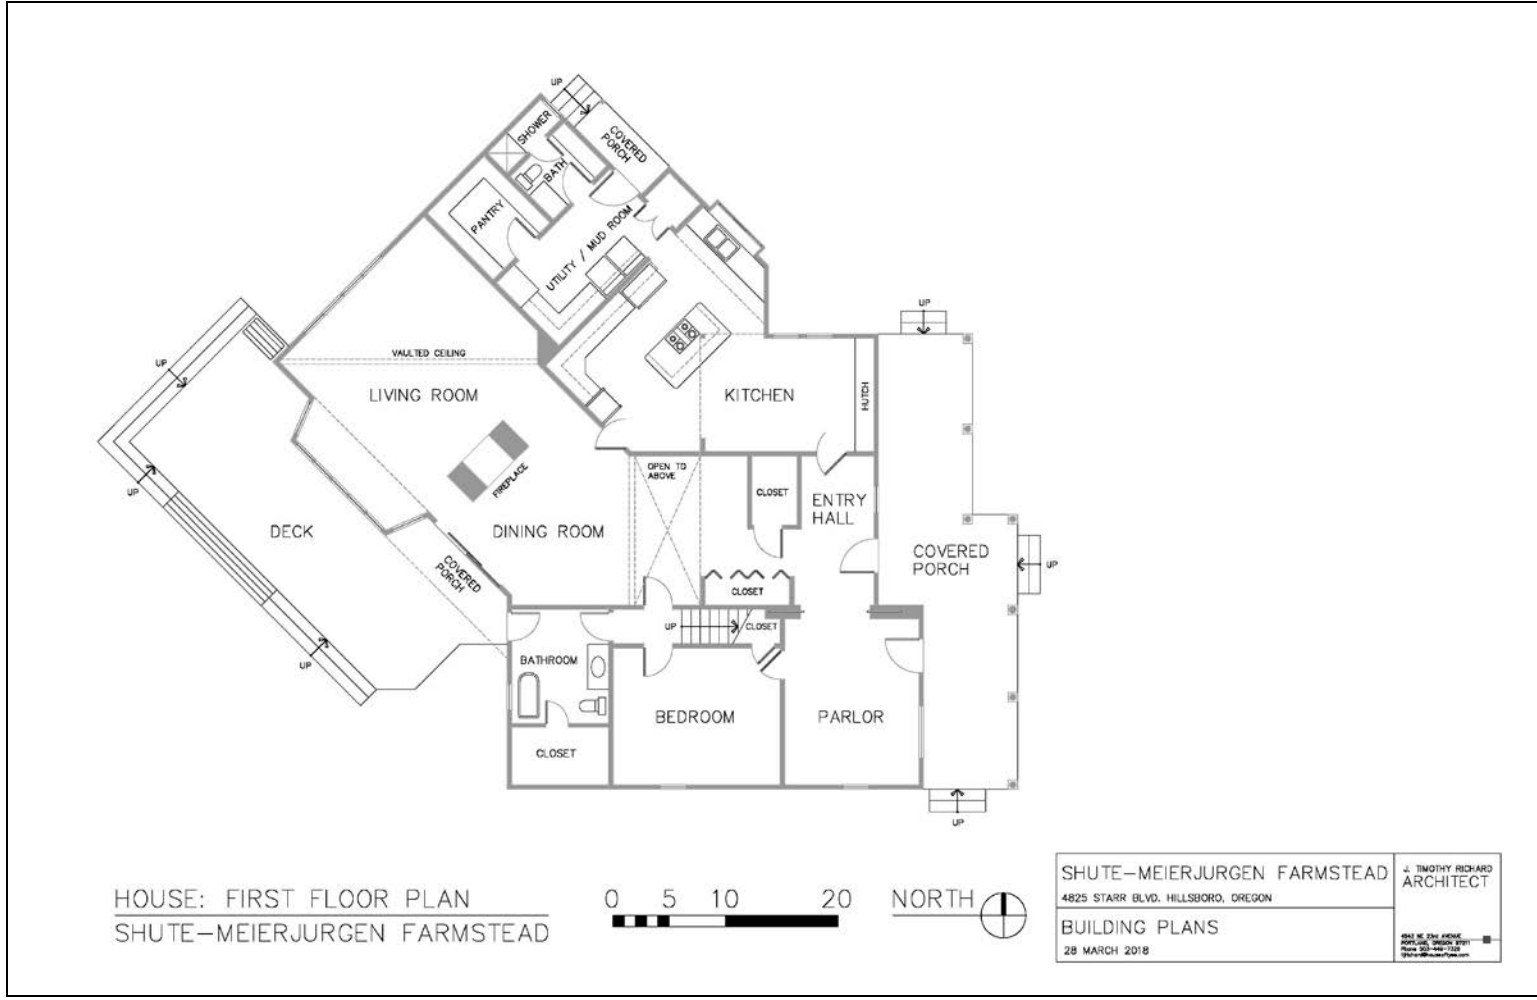 UP
SHOWER
COVERED
PORCH
BATH
PANTRY
UTILITY / MUD ROOM
UP
UP
VAULTED CEILING
LIVING ROOM
KITCHEN
HUTCH
FIREPLACE
OPEN TO
ABOVE
CLOSET
ENTRY
HALL
UP
DECK
DINING ROOM
COVERED
PORCH
COVERED
PORCH
UP
CLOSET
UP
CLOSET
UP
BATHROOM
BEDROOM
PARLOR
CLOSET
UP
HOUSE: FIRST FLOOR PLAN
SHUTE-MEIERJURGEN FARMSTEAD
0 5 10 20
NORTH
SHUTE-MEIERJURGEN FARMSTEAD
4825 STARR BLVD. HILLSBORO, OREGON
BUILDING PLANS
28 MARCH 2018
J. TIMOTHY RICHARD
ARCHITECT
PORTLAND, OREGON